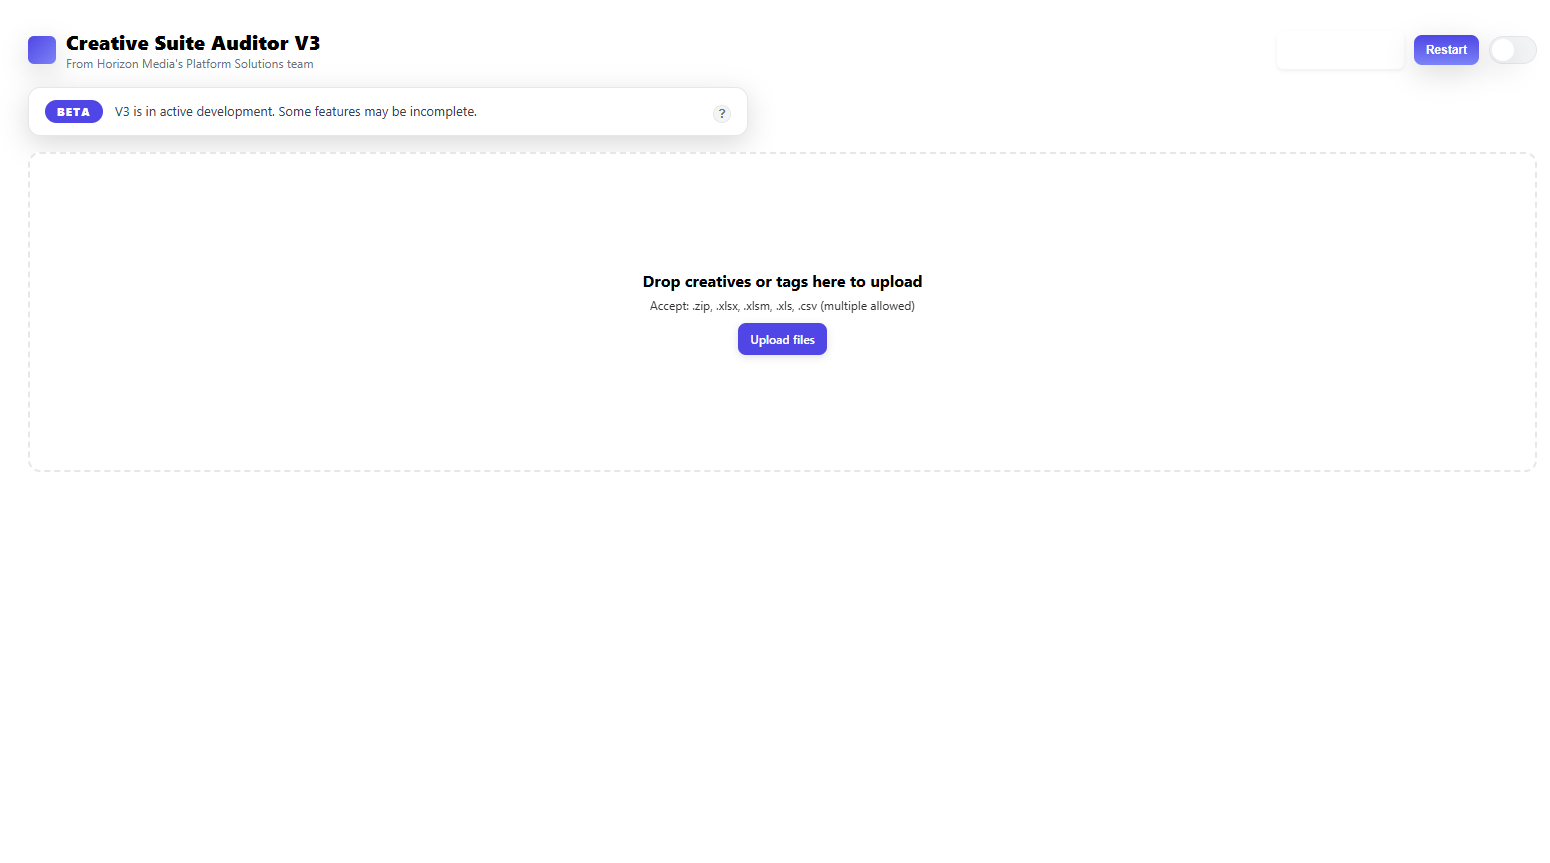 Creative Suite Auditor V3
From Horizon Media's Platform Solutions team
Restart
BETA V3 is in active development. Some features may be incomplete. ?
Drop creatives or tags here to upload
Accept: .zip, .xlsx, .xlsm, .xls, .csv (multiple allowed)
Upload files